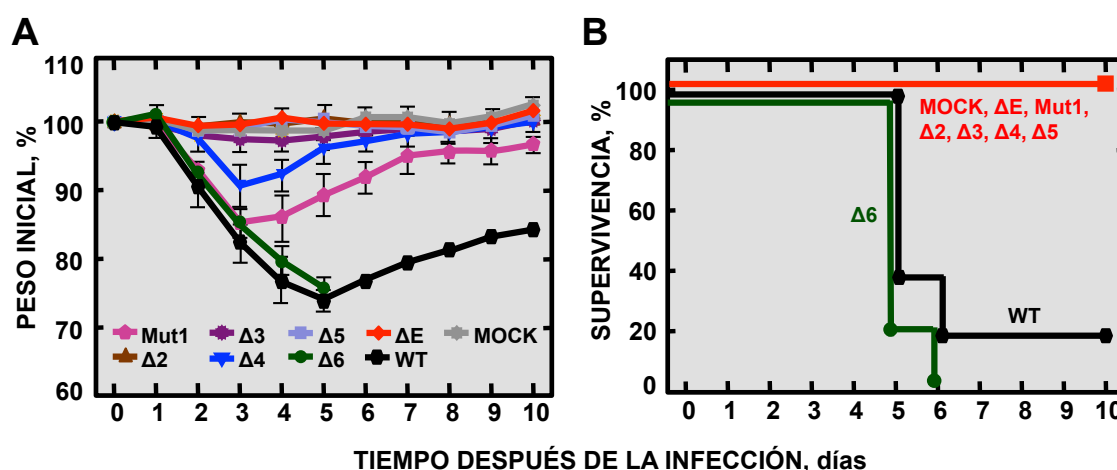 A
PESO INICIAL, %
110
100
90
80
70
60
Mut1 Δ3 Δ5 ΔE MOCK
Δ2 Δ4 Δ6 WT
0 1 2 3 4 5 6 7 8 9 10
B
SUPERVIVENCIA, %
100
80
60
40
20
0
MOCK, ΔE, Mut1,
Δ2, Δ3, Δ4, Δ5
Δ6
WT
0 1 2 3 4 5 6 7 8 9 10
TIEMPO DESPUÉS DE LA INFECCIÓN, días